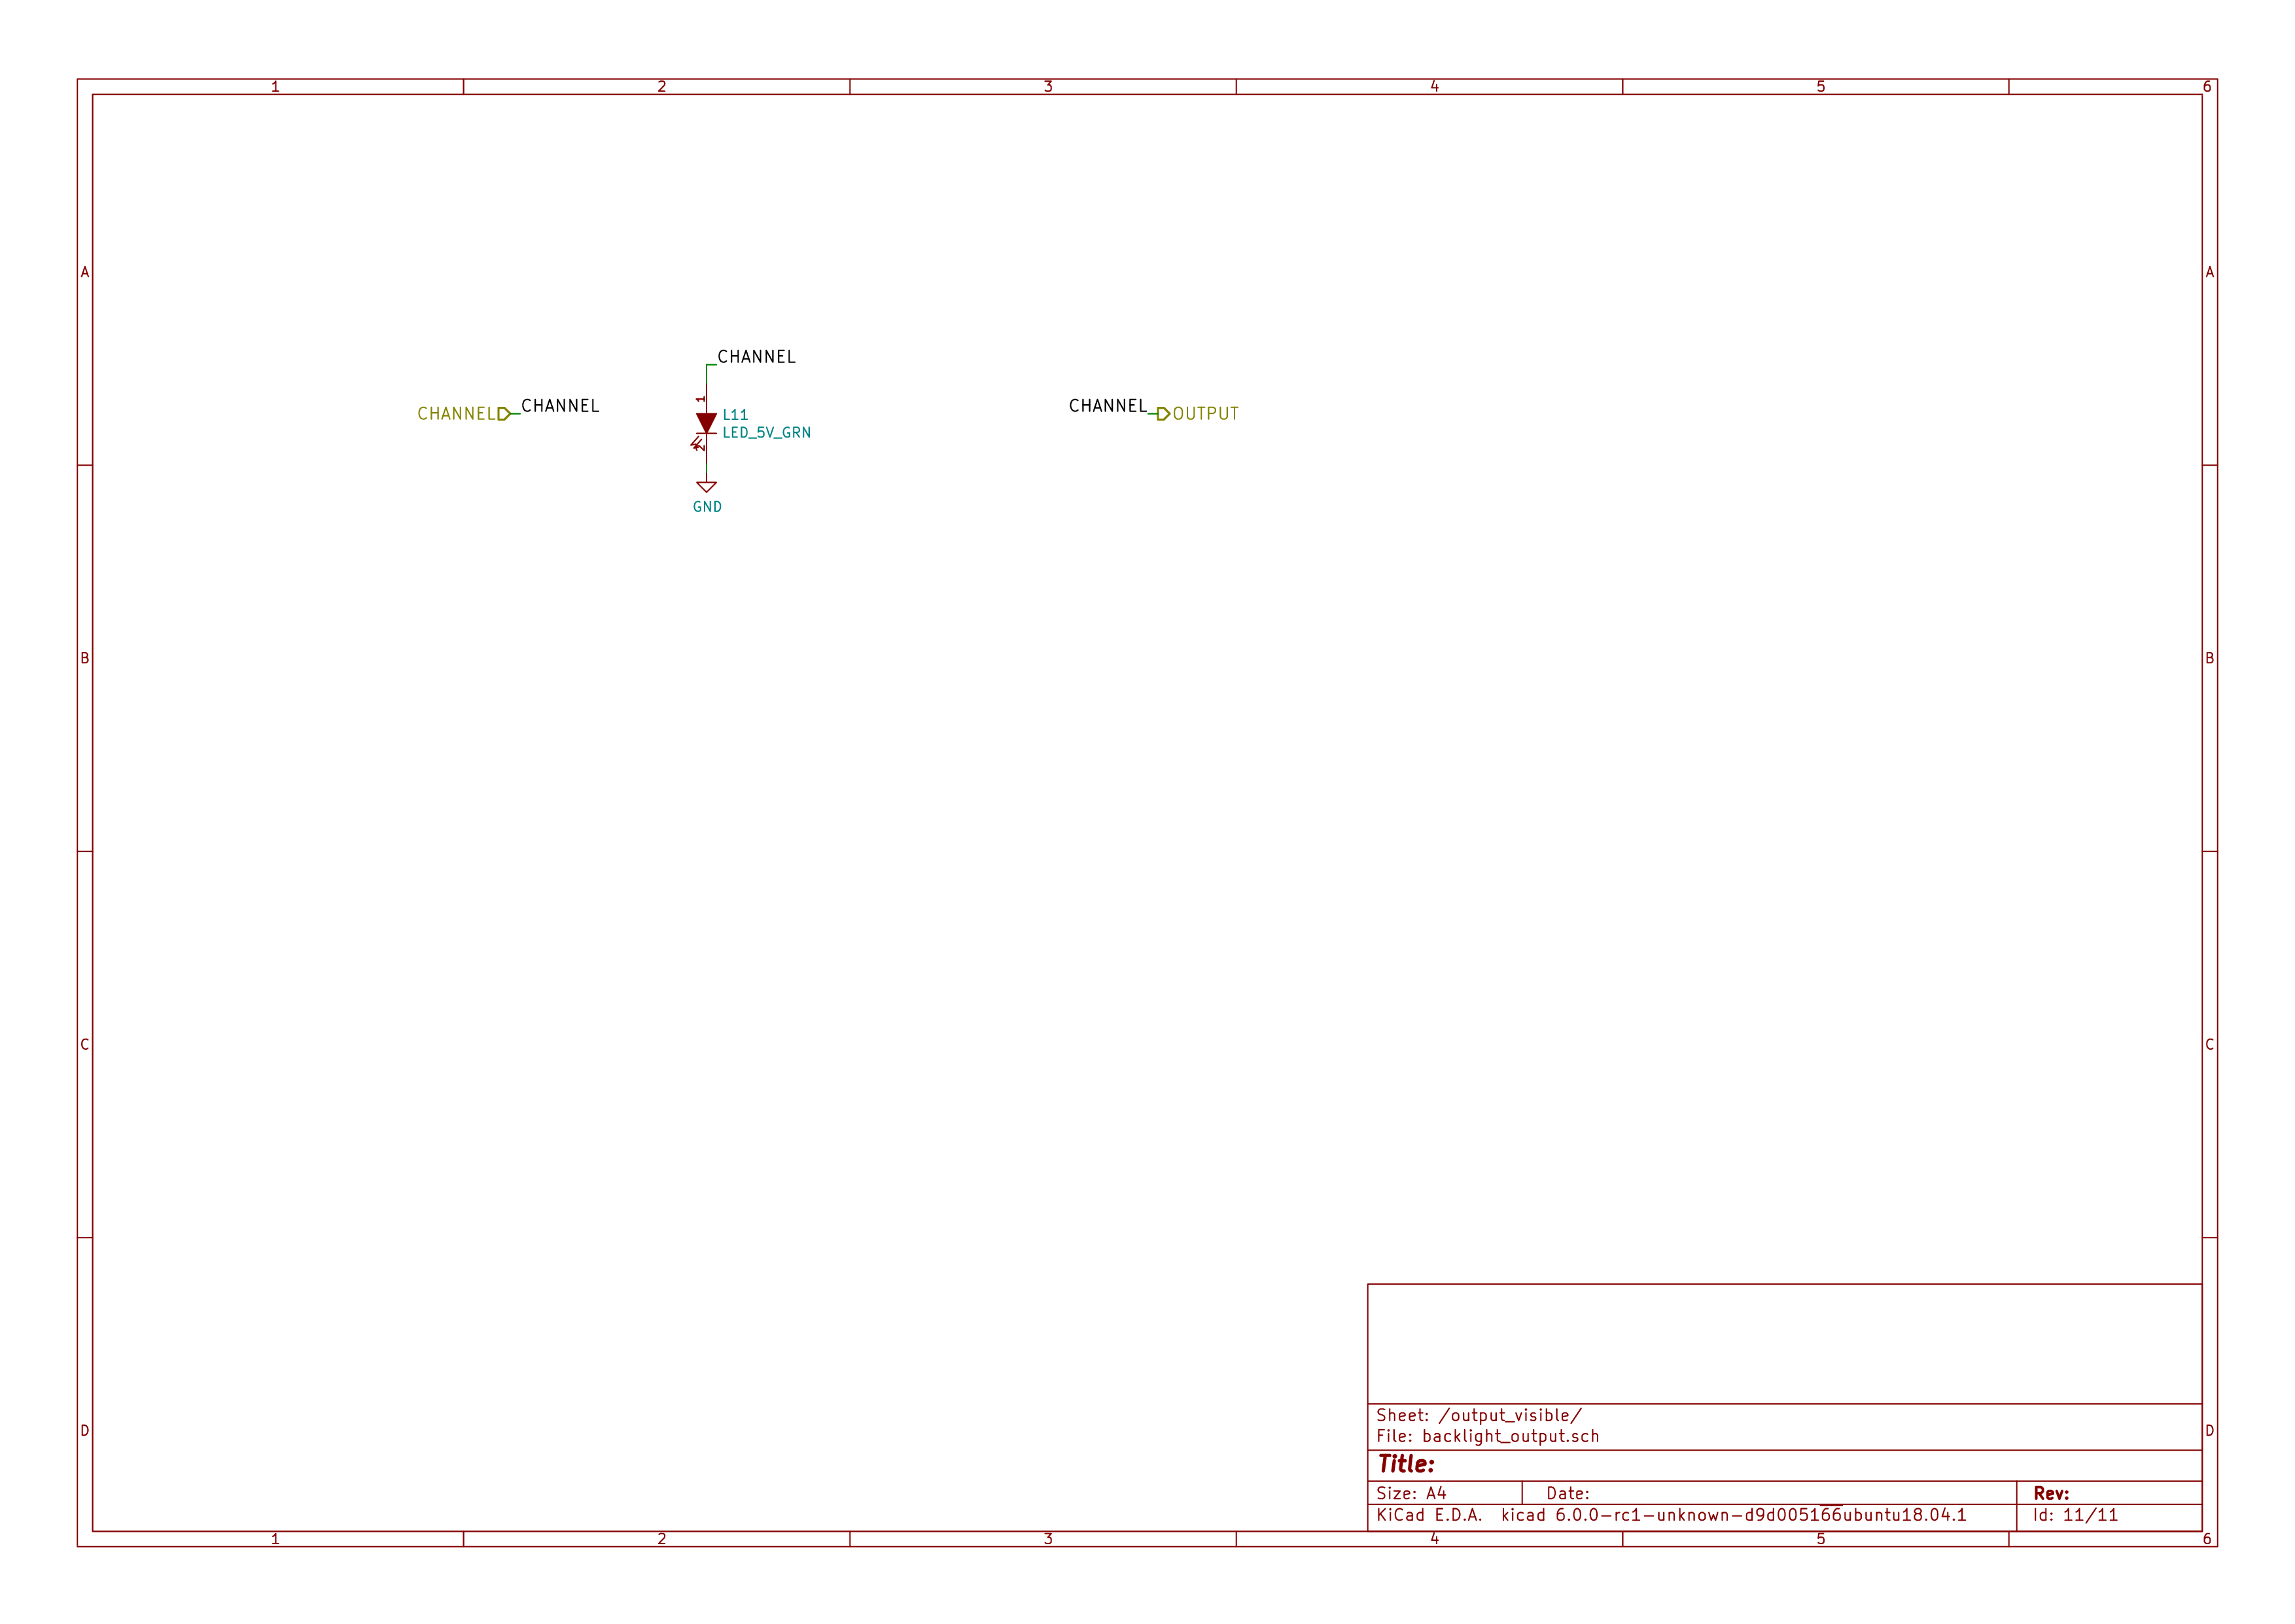 1 2 3 4 5 6
A A
CHANNEL
CHANNEL CHANNEL
1
L11
LED_5V_GRN
2
CHANNEL OUTPUT
GND
B B
C C
Sheet: /output_visible/
File: backlight_output.sch
D D
Title:
Size: A4 Date: Rev:
KiCad E.D.A. kicad 6.0.0-rc1-unknown-d9d005166ubuntu18.04.1 Id: 11/11
1 2 3 4 5 6